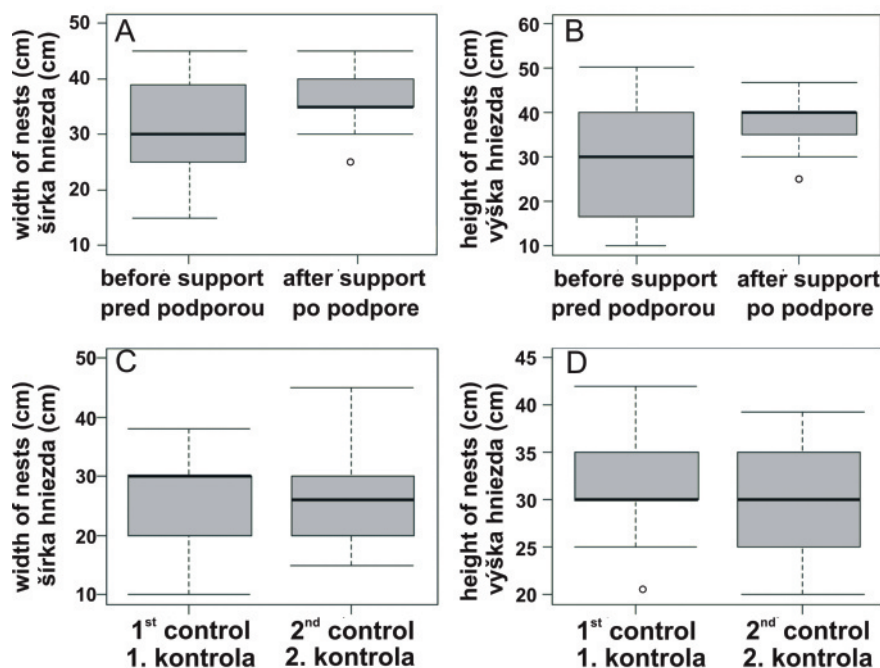 A
width of nests (cm)
šírka hniezda (cm)
50
40
30
20
10
before support
pred podporou
after support
po podpore
B
height of nests (cm)
výška hniezda (cm)
60
50
40
30
20
10
before support
pred podporou
after support
po podpore
C
width of nests (cm)
šírka hniezda (cm)
50
40
30
20
10
1st control
1. kontrola
2nd control
2. kontrola
D
height of nests (cm)
výška hniezda (cm)
45
40
35
30
25
20
1st control
1. kontrola
2nd control
2. kontrola